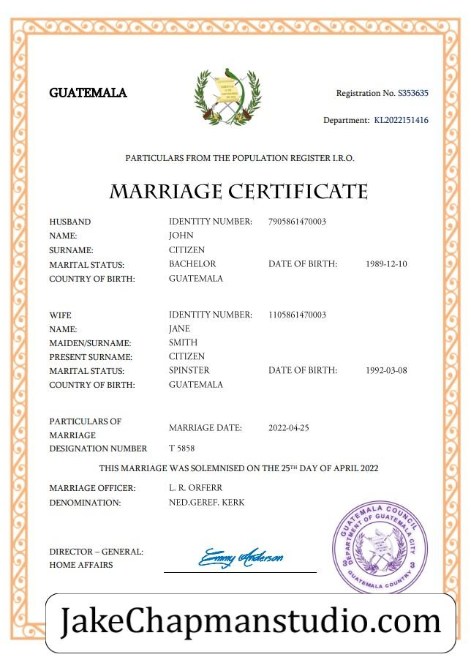 GUATEMALA
Registration No. S353635
Department: KL2022151416
PARTICULARS FROM THE POPULATION REGISTER I.R.O.
MARRIAGE CERTIFICATE
HUSBAND IDENTITY NUMBER: 7905861470003
NAME: JOHN
SURNAME: CITIZEN
MARITAL STATUS: BACHELOR DATE OF BIRTH: 1989-12-10
COUNTRY OF BIRTH: GUATEMALA
WIFE IDENTITY NUMBER: 1105861470003
NAME: JANE
MAIDEN/SURNAME: SMITH
PRESENT SURNAME: CITIZEN
MARITAL STATUS: SPINSTER DATE OF BIRTH: 1992-03-08
COUNTRY OF BIRTH: GUATEMALA
PARTICULARS OF
MARRIAGE MARRIAGE DATE: 2022-04-25
DESIGNATION NUMBER T 5858
THIS MARRIAGE WAS SOLEMNISED ON THE 25TH DAY OF APRIL 2022
MARRIAGE OFFICER: L. R. ORFERR
DENOMINATION: NED.GEREF. KERK
GUATEMALA COUNCIL
DEPARTMENT OF GUATEMALA CITY
3 3
GUATEMALA COUNTRY
DIRECTOR – GENERAL: Emmy Anderson
HOME AFFAIRS
JakeChapmanstudio.com